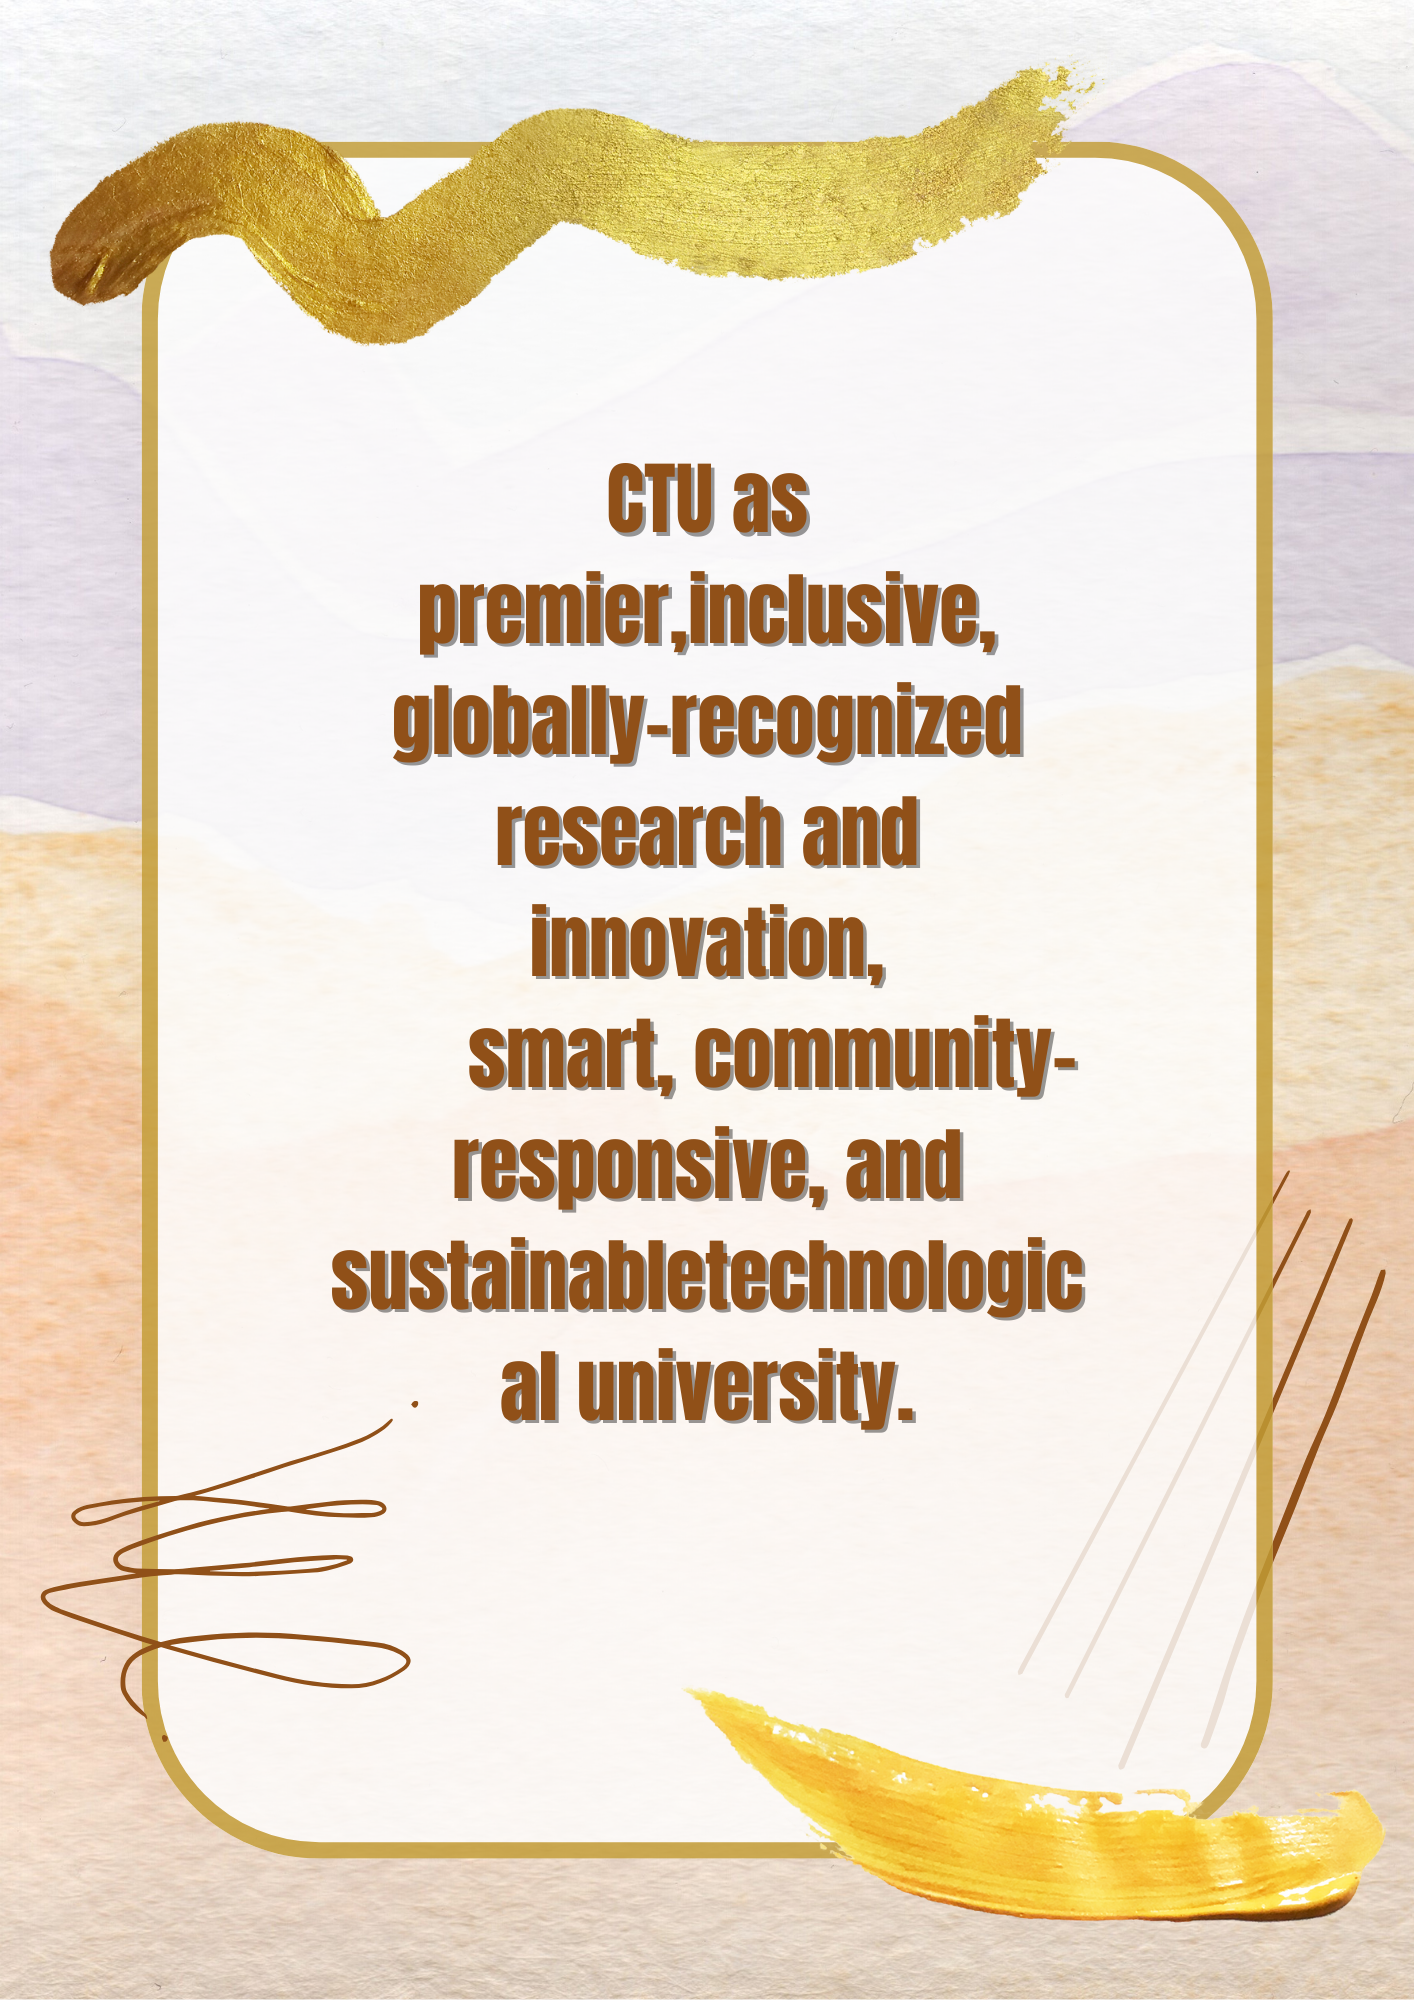 CTU as
premier,inclusive,
globally-recognized
research and
innovation,
smart, community-
responsive, and
sustainabletechnologic
al university.